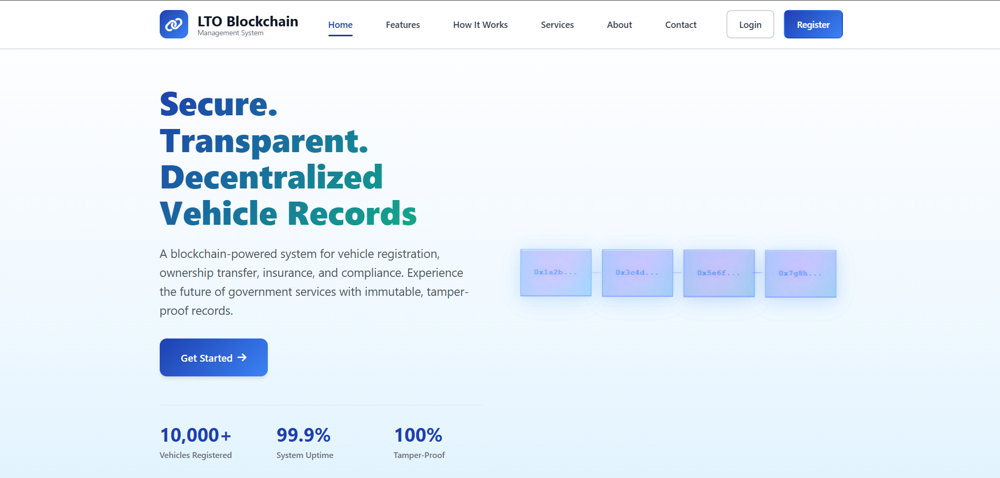 LTO Blockchain
Management System
Home
Features
How It Works
Services
About
Contact
Login
Register
Secure.
Transparent.
Decentralized
Vehicle Records
A blockchain-powered system for vehicle registration,
ownership transfer, insurance, and compliance. Experience
the future of government services with immutable, tamper-
proof records.
Get Started →
0x1a2b...
0x3c4d...
0x5e6f...
0x7g8h...
10,000+
Vehicles Registered
99.9%
System Uptime
100%
Tamper-Proof